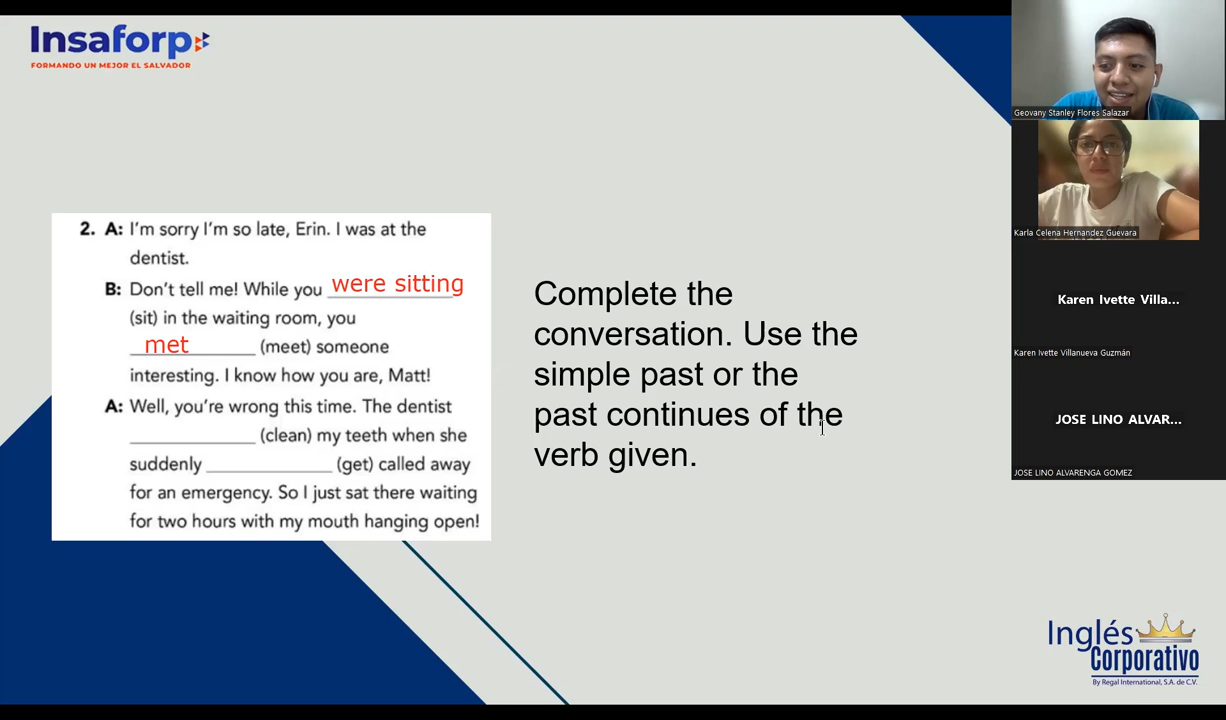 Insaforp
FORMANDO UN MEJOR EL SALVADOR
2. A: I'm sorry I'm so late, Erin. I was at the
dentist.
B: Don't tell me! While you were sitting
(sit) in the waiting room, you
met (meet) someone
interesting. I know how you are, Matt!
A: Well, you're wrong this time. The dentist
____________ (clean) my teeth when she
suddenly ____________ (get) called away
for an emergency. So I just sat there waiting
for two hours with my mouth hanging open!
Complete the
conversation. Use the
simple past or the
past continues of the
verb given.
Geovany Stanley Flores Salazar
Karla Celena Hernandez Guevara
Karen Ivette Villa...
Karen Ivette Villanueva Guzmán
JOSE LINO ALVAR...
JOSE LINO ALVARENGA GOMEZ
Inglés
Corporativo
By Regal International, S.A. de C.V.